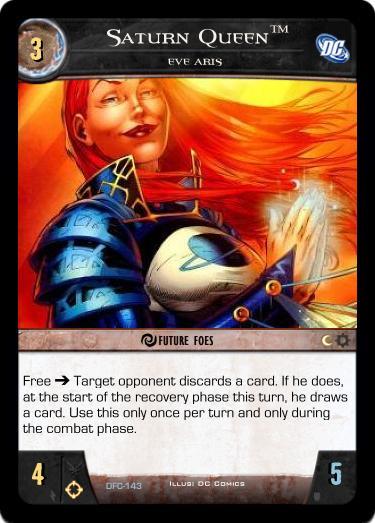 3
SATURN QUEEN™
DC
EVE ARIS
FUTURE FOES
Free ➔ Target opponent discards a card. If he does,
at the start of the recovery phase this turn, he draws
a card. Use this only once per turn and only during
the combat phase.
4
DFC-143
ILLUS: DC COMICS
5